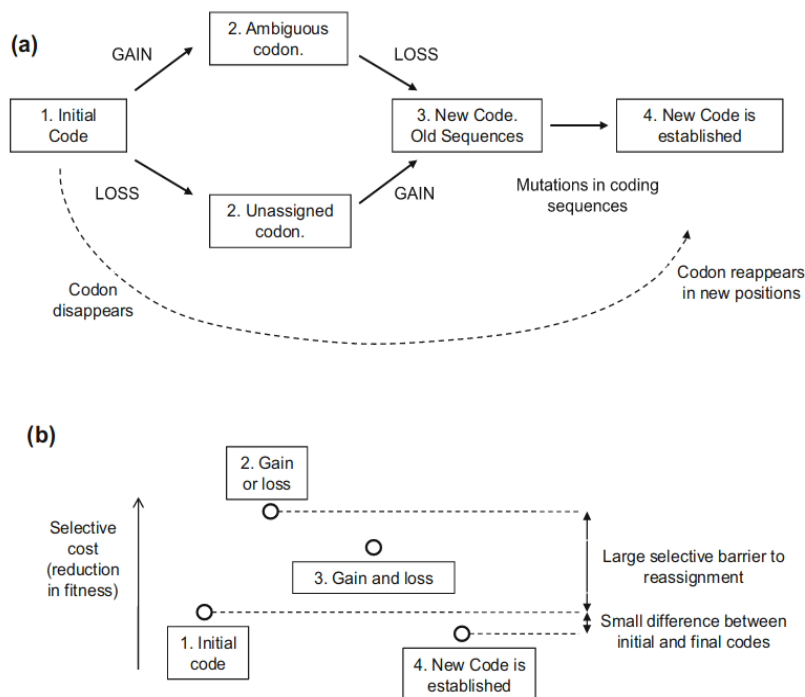 (a)
2. Ambiguous
codon.
GAIN
LOSS
1. Initial
Code
3. New Code.
Old Sequences
4. New Code is
established
LOSS
2. Unassigned
codon.
GAIN
Mutations in coding
sequences
Codon
disappears
Codon reappears
in new positions
(b)
2. Gain
or loss
Selective
cost
(reduction
in fitness)
3. Gain and loss
Large selective barrier to
reassignment
1. Initial
code
4. New Code is
established
Small difference between
initial and final codes